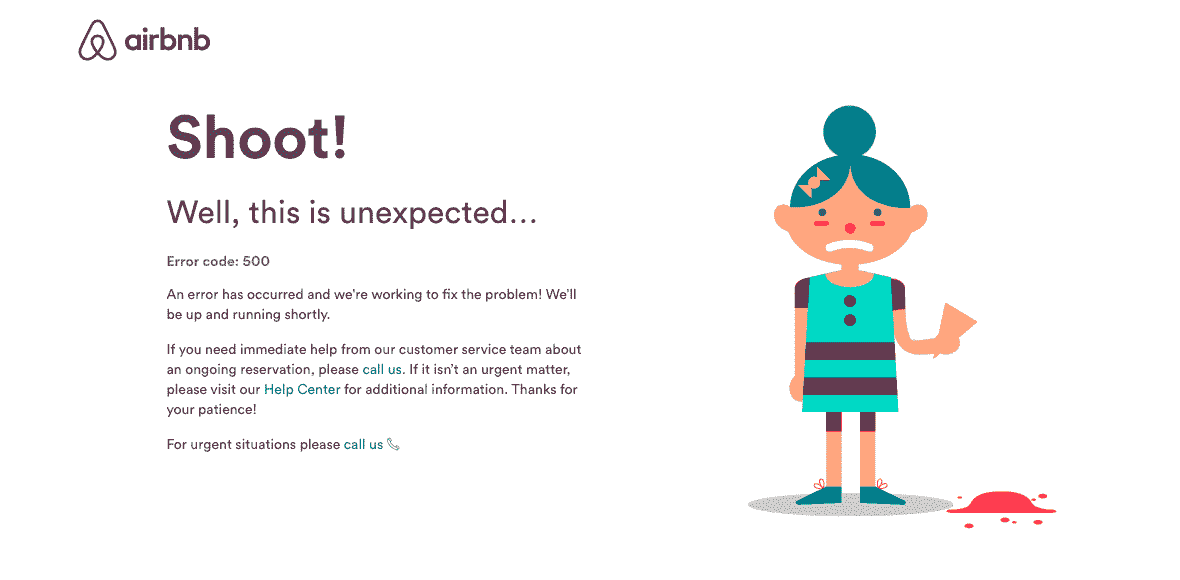 airbnb
Shoot!
Well, this is unexpected...
Error code: 500
An error has occurred and we're working to fix the problem! We'll
be up and running shortly.
If you need immediate help from our customer service team about
an ongoing reservation, please call us. If it isn't an urgent matter,
please visit our Help Center for additional information. Thanks for
your patience!
For urgent situations please call us